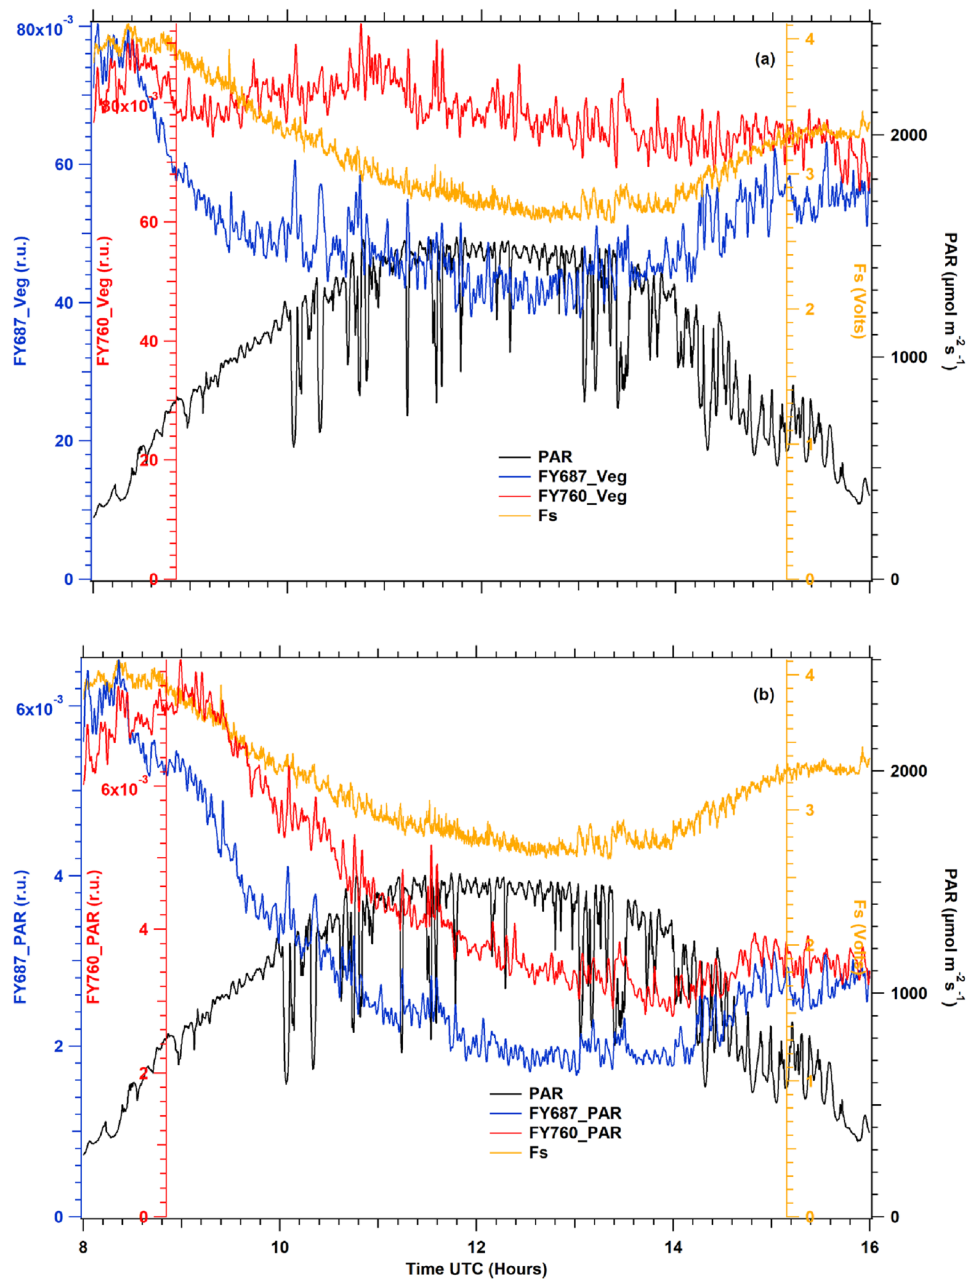 80x10⁻³
60
40
20
0
FY687_Veg (r.u.)
80x10⁻³
60
40
20
0
FY760_Veg (r.u.)
(a)
4
3
2
1
0
Fs (Volts)
2000
1000
0
PAR (µmol m⁻² s⁻¹)
PAR
FY687_Veg
FY760_Veg
Fs
6x10⁻³
4
2
0
FY687_PAR (r.u.)
6x10⁻³
4
2
0
FY760_PAR (r.u.)
(b)
4
3
2
1
0
Fs (Volts)
2000
1000
0
PAR (µmol m⁻² s⁻¹)
PAR
FY687_PAR
FY760_PAR
Fs
8
10
12
14
16
Time UTC (Hours)